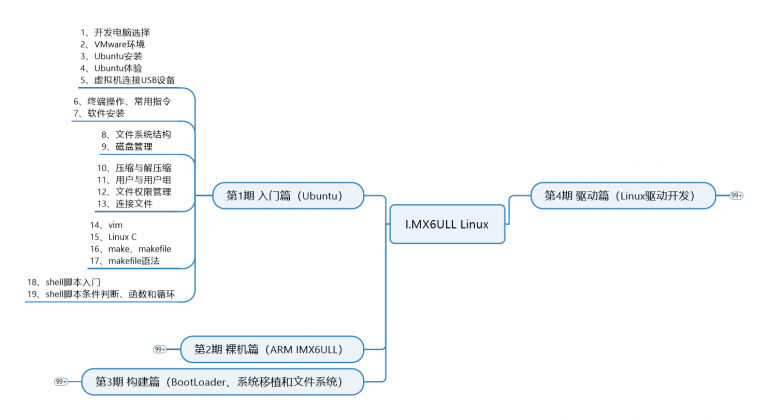 1、开发电脑选择
2、VMware环境
3、Ubuntu安装
4、Ubuntu体验
5、虚拟机连接USB设备
6、终端操作、常用指令
7、软件安装
8、文件系统结构
9、磁盘管理
10、压缩与解压缩
11、用户与用户组
12、文件权限管理
13、连接文件
14、vim
15、Linux C
16、make、makefile
17、makefile语法
18、shell脚本入门
19、shell脚本条件判断、函数和循环
第1期 入门篇（Ubuntu）
99+
第2期 裸机篇（ARM IMX6ULL）
99+
第3期 构建篇（BootLoader、系统移植和文件系统）
I.MX6ULL Linux
第4期 驱动篇（Linux驱动开发）
99+